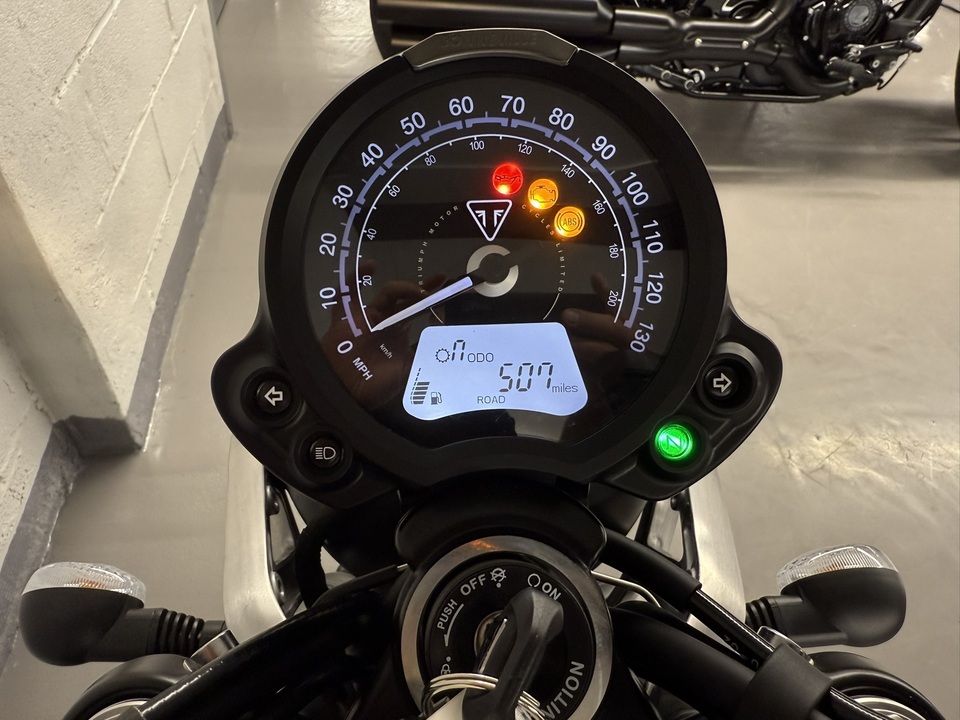 BONNEVILLE
0 10 20 30 40 50 60 70 80 90 100 110 120 130
MPH
20 40 60 80 100 120 140 160 180 200
km/h
ABS
TRIUMPH MOTOR CYCLES LIMITED
n ODO
507 miles
ROAD
N
PUSH OFF ON
IGNITION